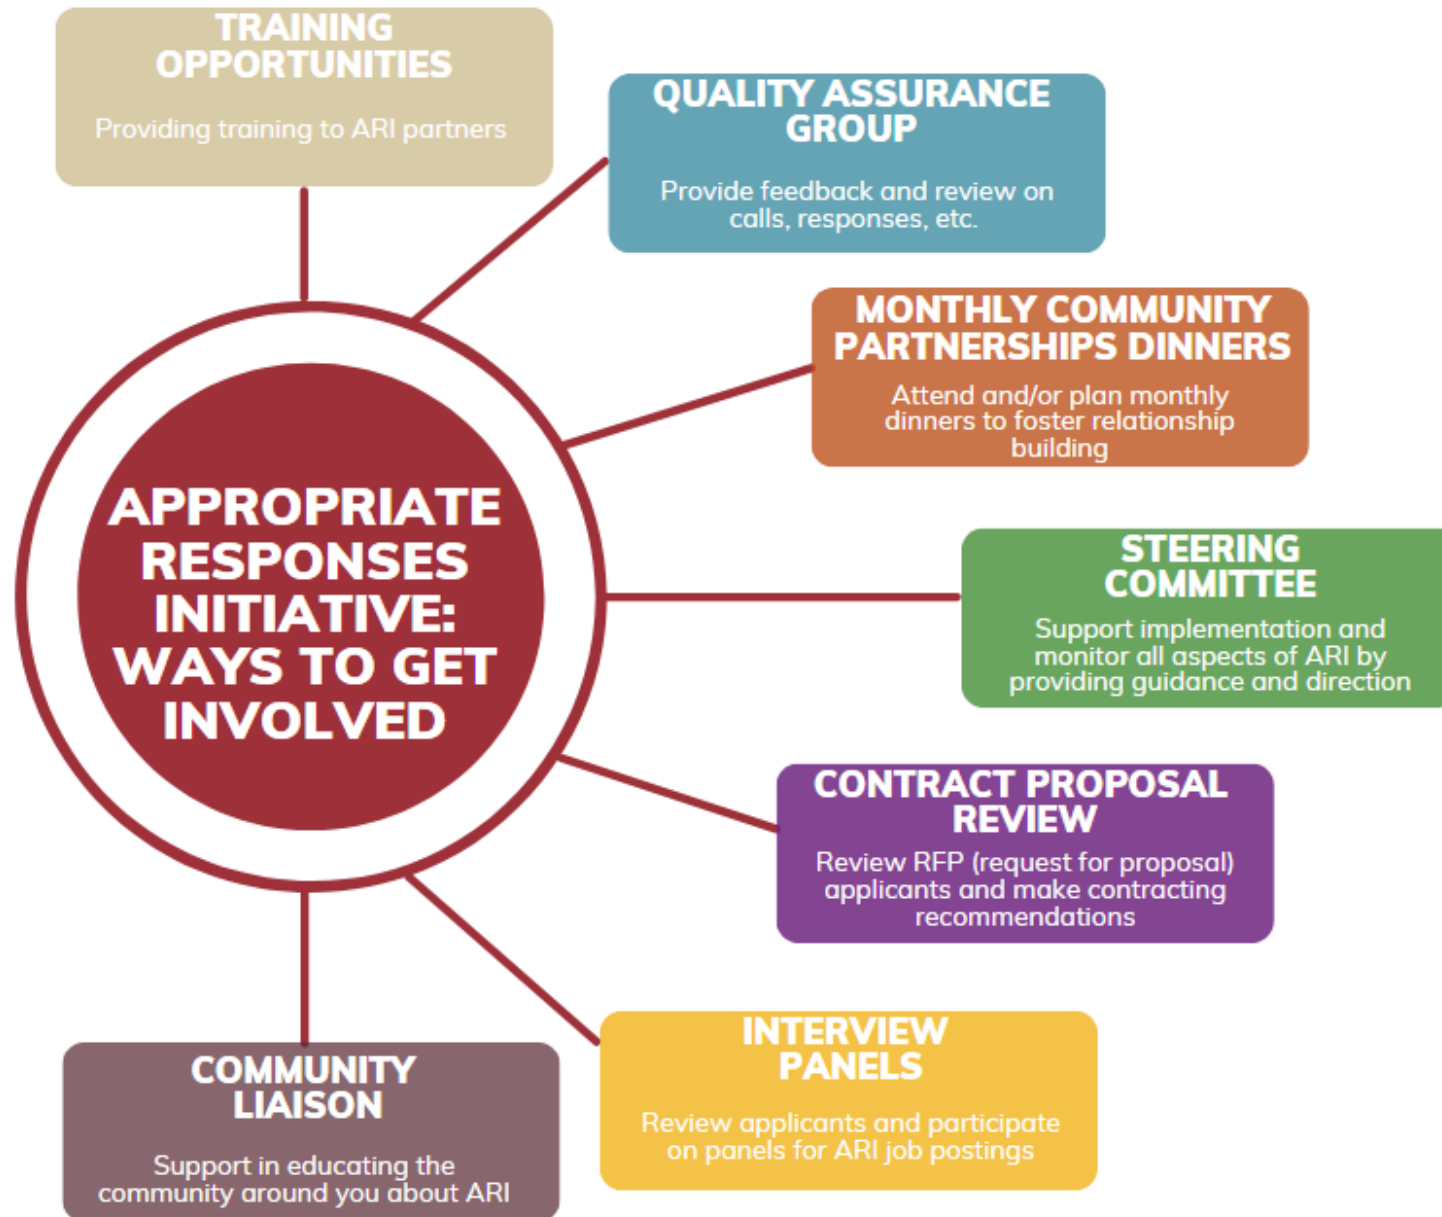 TRAINING
OPPORTUNITIES
Providing training to ARI partners
QUALITY ASSURANCE
GROUP
Provide feedback and review on
calls, responses, etc.
MONTHLY COMMUNITY
PARTNERSHIPS DINNERS
Attend and/or plan monthly
dinners to foster relationship
building
APPROPRIATE
RESPONSES
INITIATIVE:
WAYS TO GET
INVOLVED
STEERING
COMMITTEE
Support implementation and
monitor all aspects of ARI by
providing guidance and direction
CONTRACT PROPOSAL
REVIEW
Review RFP (request for proposal)
applicants and make contracting
recommendations
INTERVIEW
PANELS
Review applicants and participate
on panels for ARI job postings
COMMUNITY
LIAISON
Support in educating the
community around you about ARI